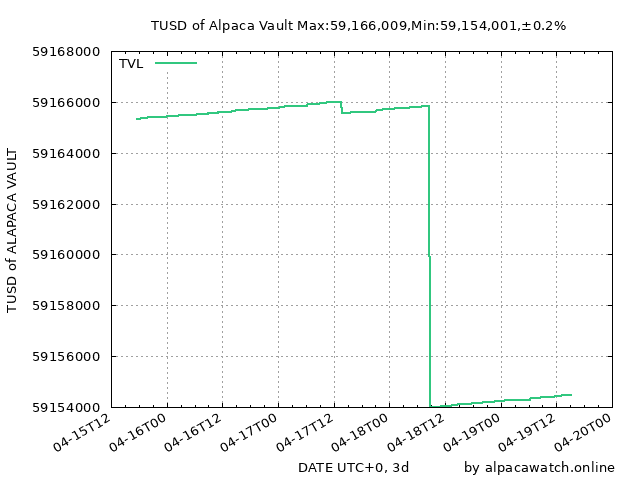 TUSD of Alpaca Vault Max:59,166,009,Min:59,154,001,±0.2%
TVL
59168000
59166000
59164000
59162000
59160000
59158000
59156000
59154000
TUSD of ALAPACA VAULT
04-15T12
04-16T00
04-16T12
04-17T00
04-17T12
04-18T00
04-18T12
04-19T00
04-19T12
04-20T00
DATE UTC+0, 3d
by alpacawatch.online